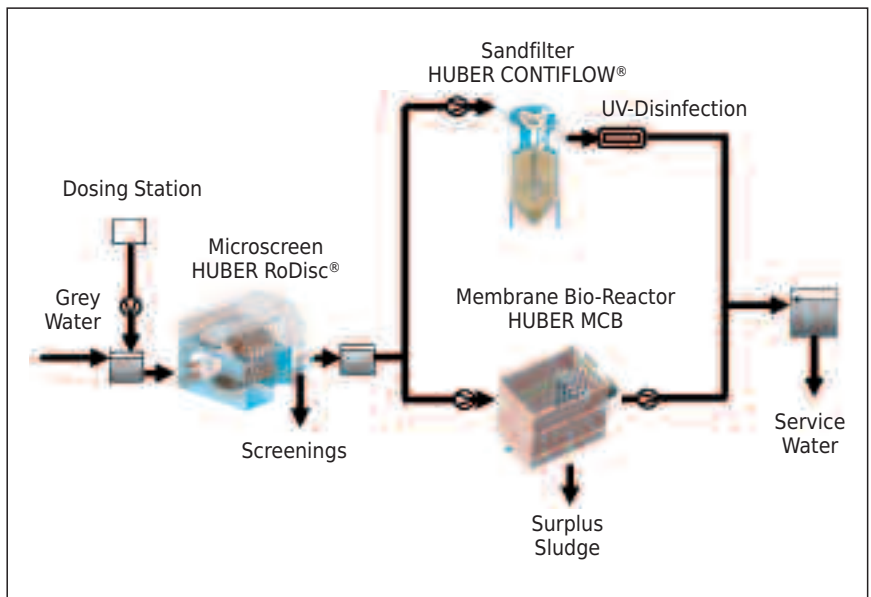 Sandfilter
HUBER CONTIFLOW®
UV-Disinfection
Dosing Station
Microscreen
HUBER RoDisc®
Grey
Water
Membrane Bio-Reactor
HUBER MCB
Screenings
Service
Water
Surplus
Sludge